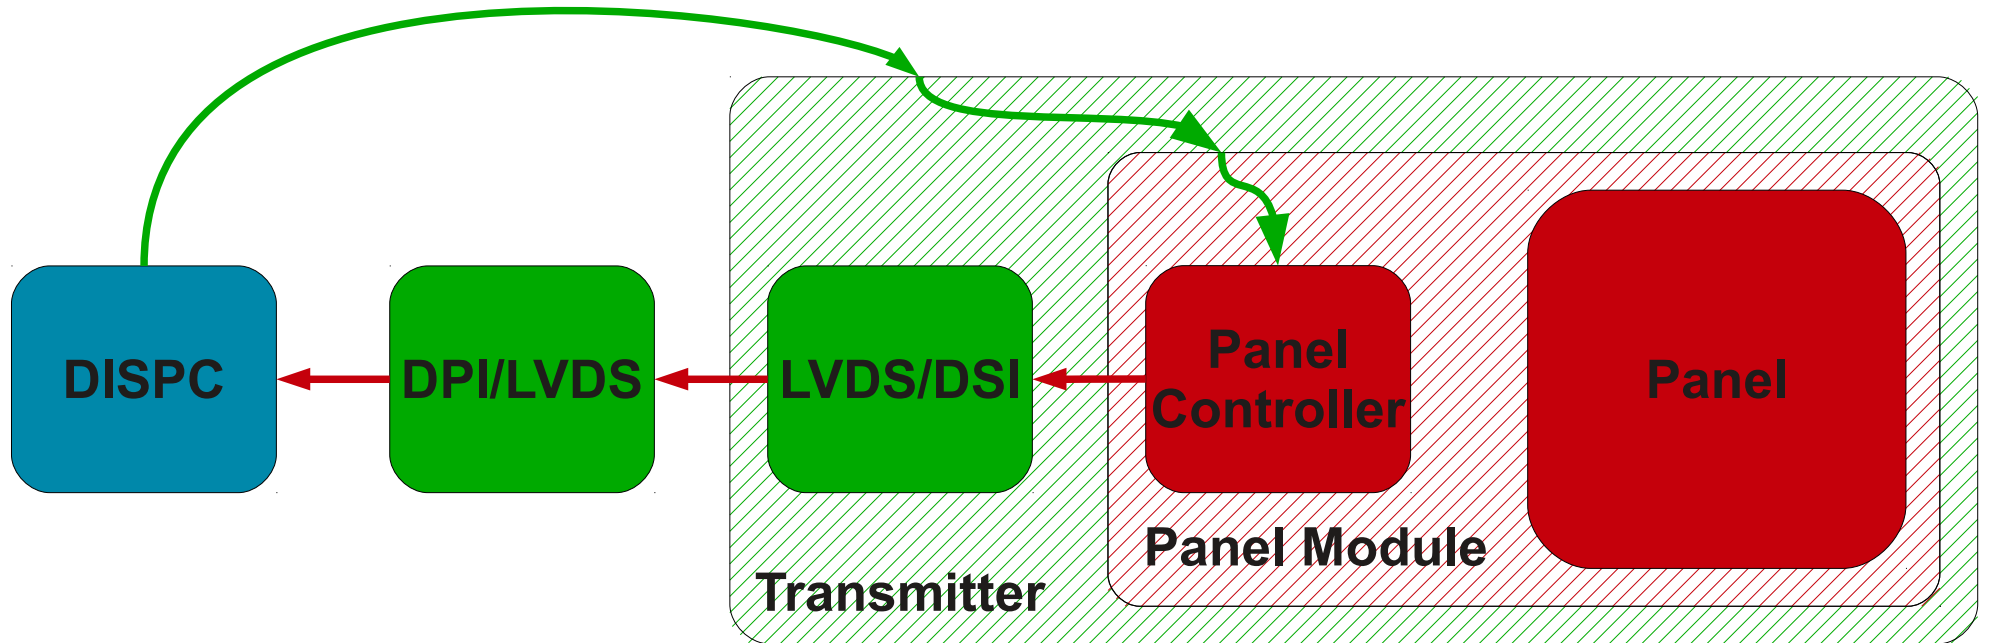 DISPC
DPI/LVDS
LVDS/DSI
Panel
Controller
Panel
Panel Module
Transmitter